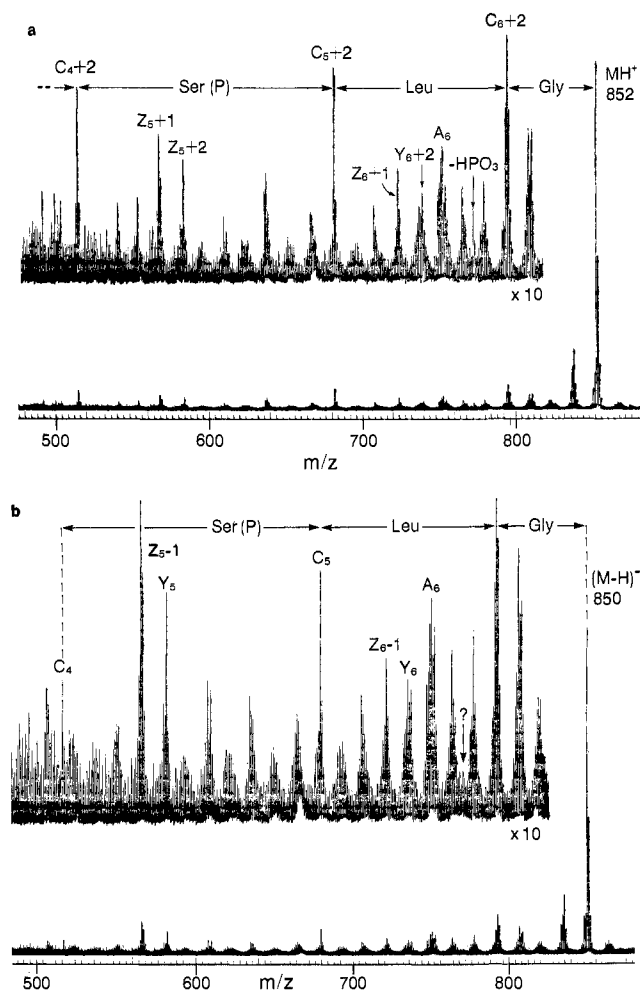 a
C₆+2
C₄+2
C₅+2
MH⁺
852
Ser (P)
Leu
Gly
Z₅+1
A₆
Z₅+2
Y₆+2
-HPO₃
Z₆+1
x 10
500
600
700
800
m/z
b
Ser (P)
Leu
Gly
Z₅-1
C₅
(M-H)⁻
850
Y₅
A₆
Z₆-1
C₄
Y₆
?
x 10
500
600
700
800
m/z